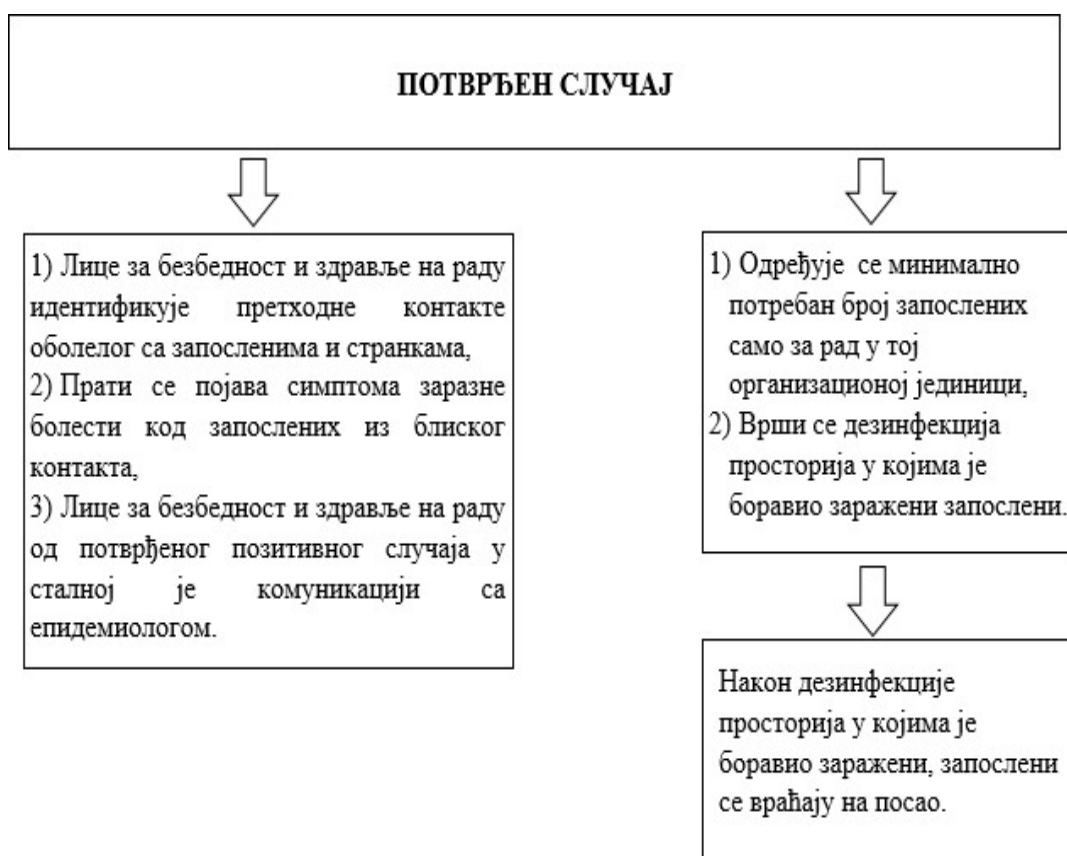 ПОТВРЂЕН СЛУЧАЈ
1) Лице за безбедност и здравље на раду
идентификује претходне контакте
оболелог са запосленима и странкама,
2) Прати се појава симптома заразне
болести код запослених из блиског
контакта,
3) Лице за безбедност и здравље на раду
од потврђеног позитивног случаја у
сталној је комуникацији са
епидемиологом.
1) Одређује се минимално
потребан број запослених
само за рад у тој
организационој јединици,
2) Врши се дезинфекција
просторија у којима је
боравио заражени запослени.
Након дезинфекције
просторија у којима је
боравио заражени, запослени
се враћају на посао.